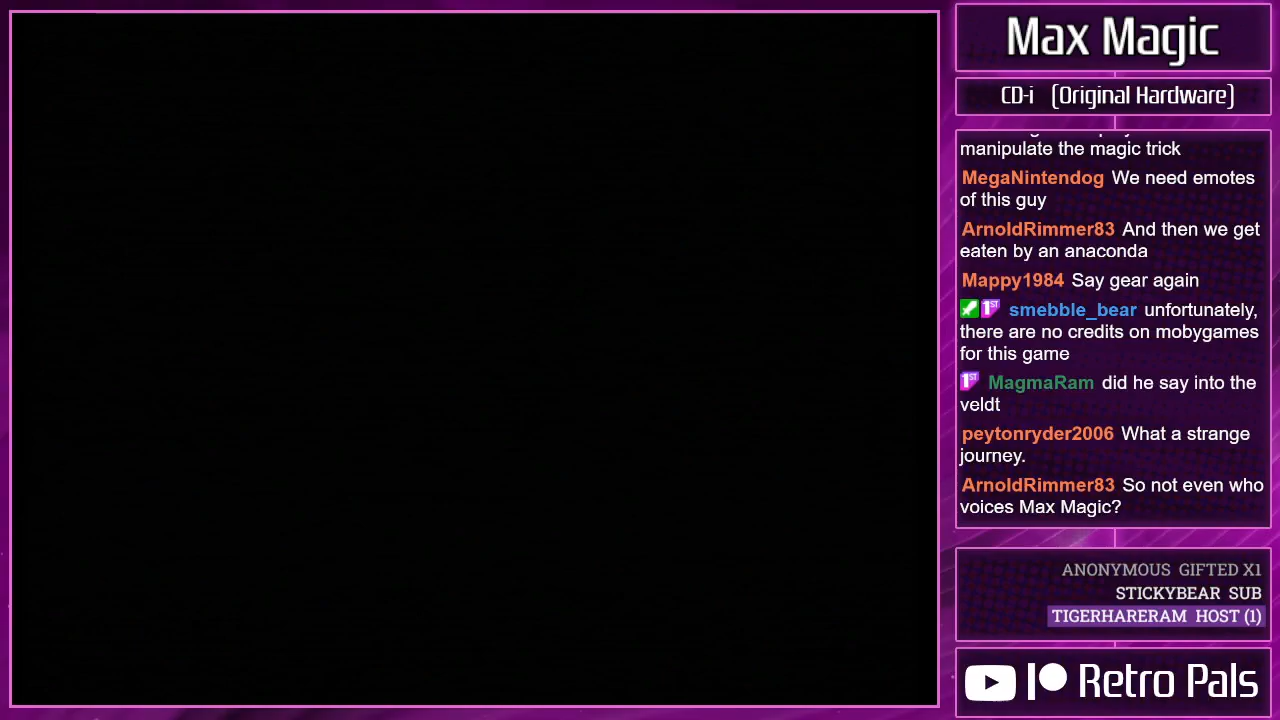 Max Magic
CD-i (Original Hardware)
manipulate the magic trick
MegaNintendog We need emotes
of this guy
ArnoldRimmer83 And then we get
eaten by an anaconda
Mappy1984 Say gear again
1ST smebble_bear unfortunately,
there are no credits on mobygames
for this game
1ST MagmaRam did he say into the
veldt
peytonryder2006 What a strange
journey.
ArnoldRimmer83 So not even who
voices Max Magic?
ANONYMOUS GIFTED X1
STICKYBEAR SUB
TIGERHARERAM HOST (1)
Retro Pals